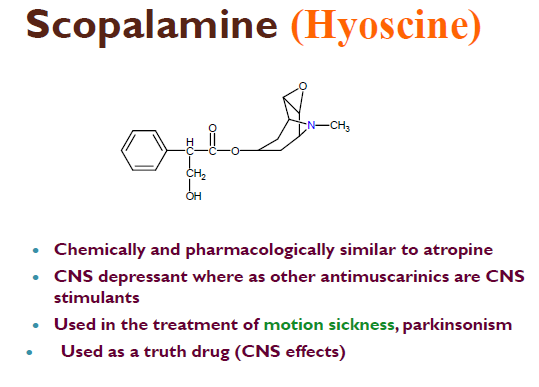 Scopalamine (Hyoscine)
O
N—CH3
H
O
C—C—O
CH2
OH
• Chemically and pharmacologically similar to atropine
• CNS depressant where as other antimuscarinics are CNS
stimulants
• Used in the treatment of motion sickness, parkinsonism
• Used as a truth drug (CNS effects)